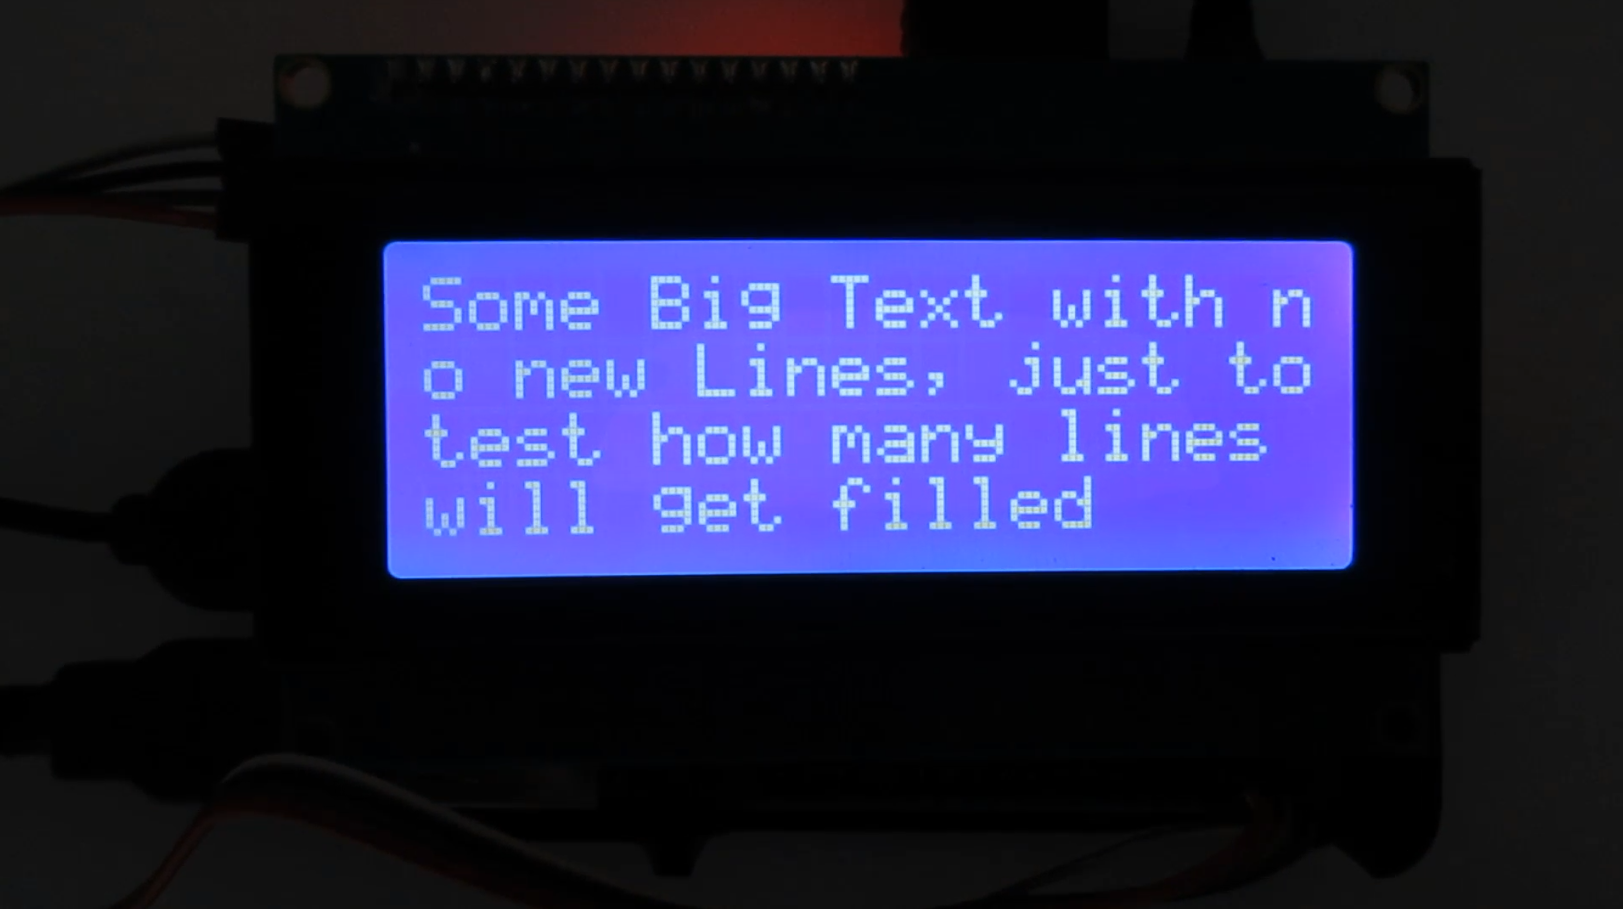 Some Big Text with n
o new Lines, just to
test how many lines
will get filled